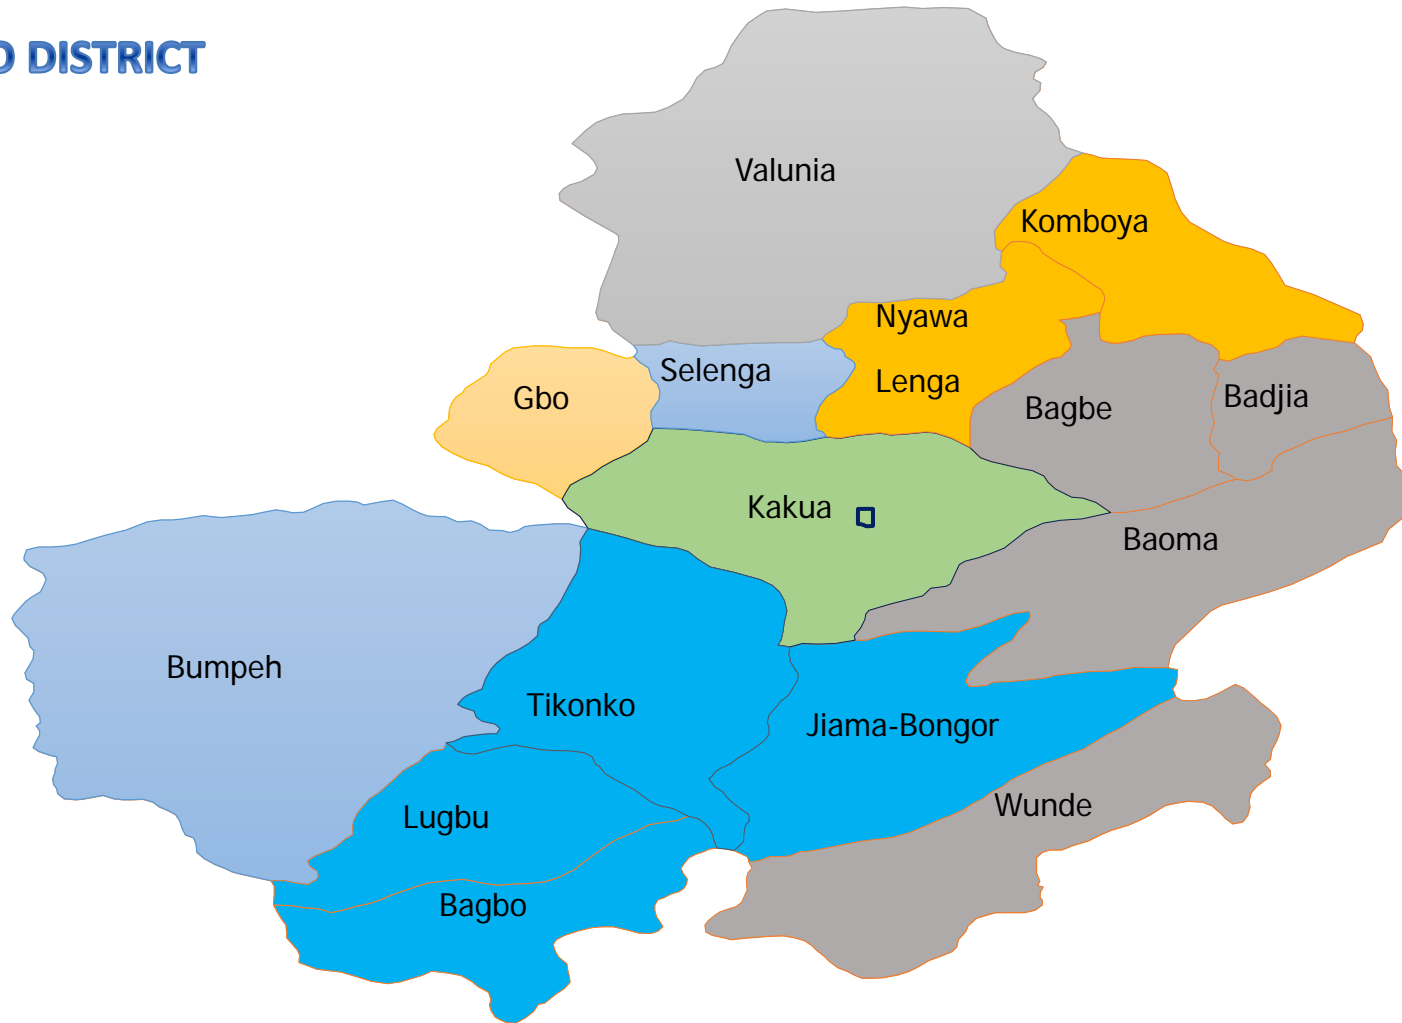 O DISTRICT
Valunia
Komboya
Nyawa
Lenga
Selenga
Gbo
Bagbe
Badjia
Kakua
Baoma
Bumpeh
Tikonko
Jiama-Bongor
Wunde
Lugbu
Bagbo